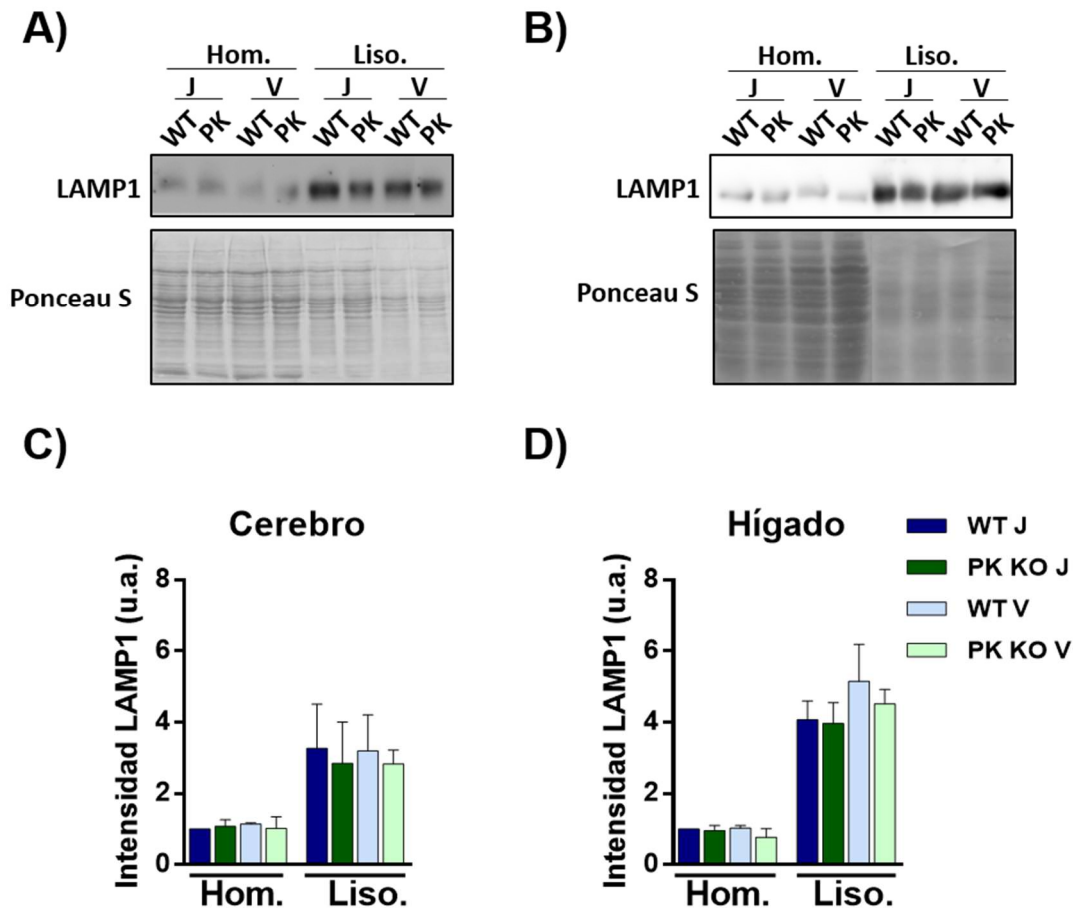 A)
Hom. Liso.
J V J V
WT PK WT PK WT PK WT PK
LAMP1
Ponceau S
B)
Hom. Liso.
J V J V
WT PK WT PK WT PK WT PK
LAMP1
Ponceau S
C)
Cerebro
Intensidad LAMP1 (u.a.)
8
6
4
2
0
Hom. Liso.
D)
Hígado
Intensidad LAMP1 (u.a.)
8
6
4
2
0
Hom. Liso.
WT J
PK KO J
WT V
PK KO V